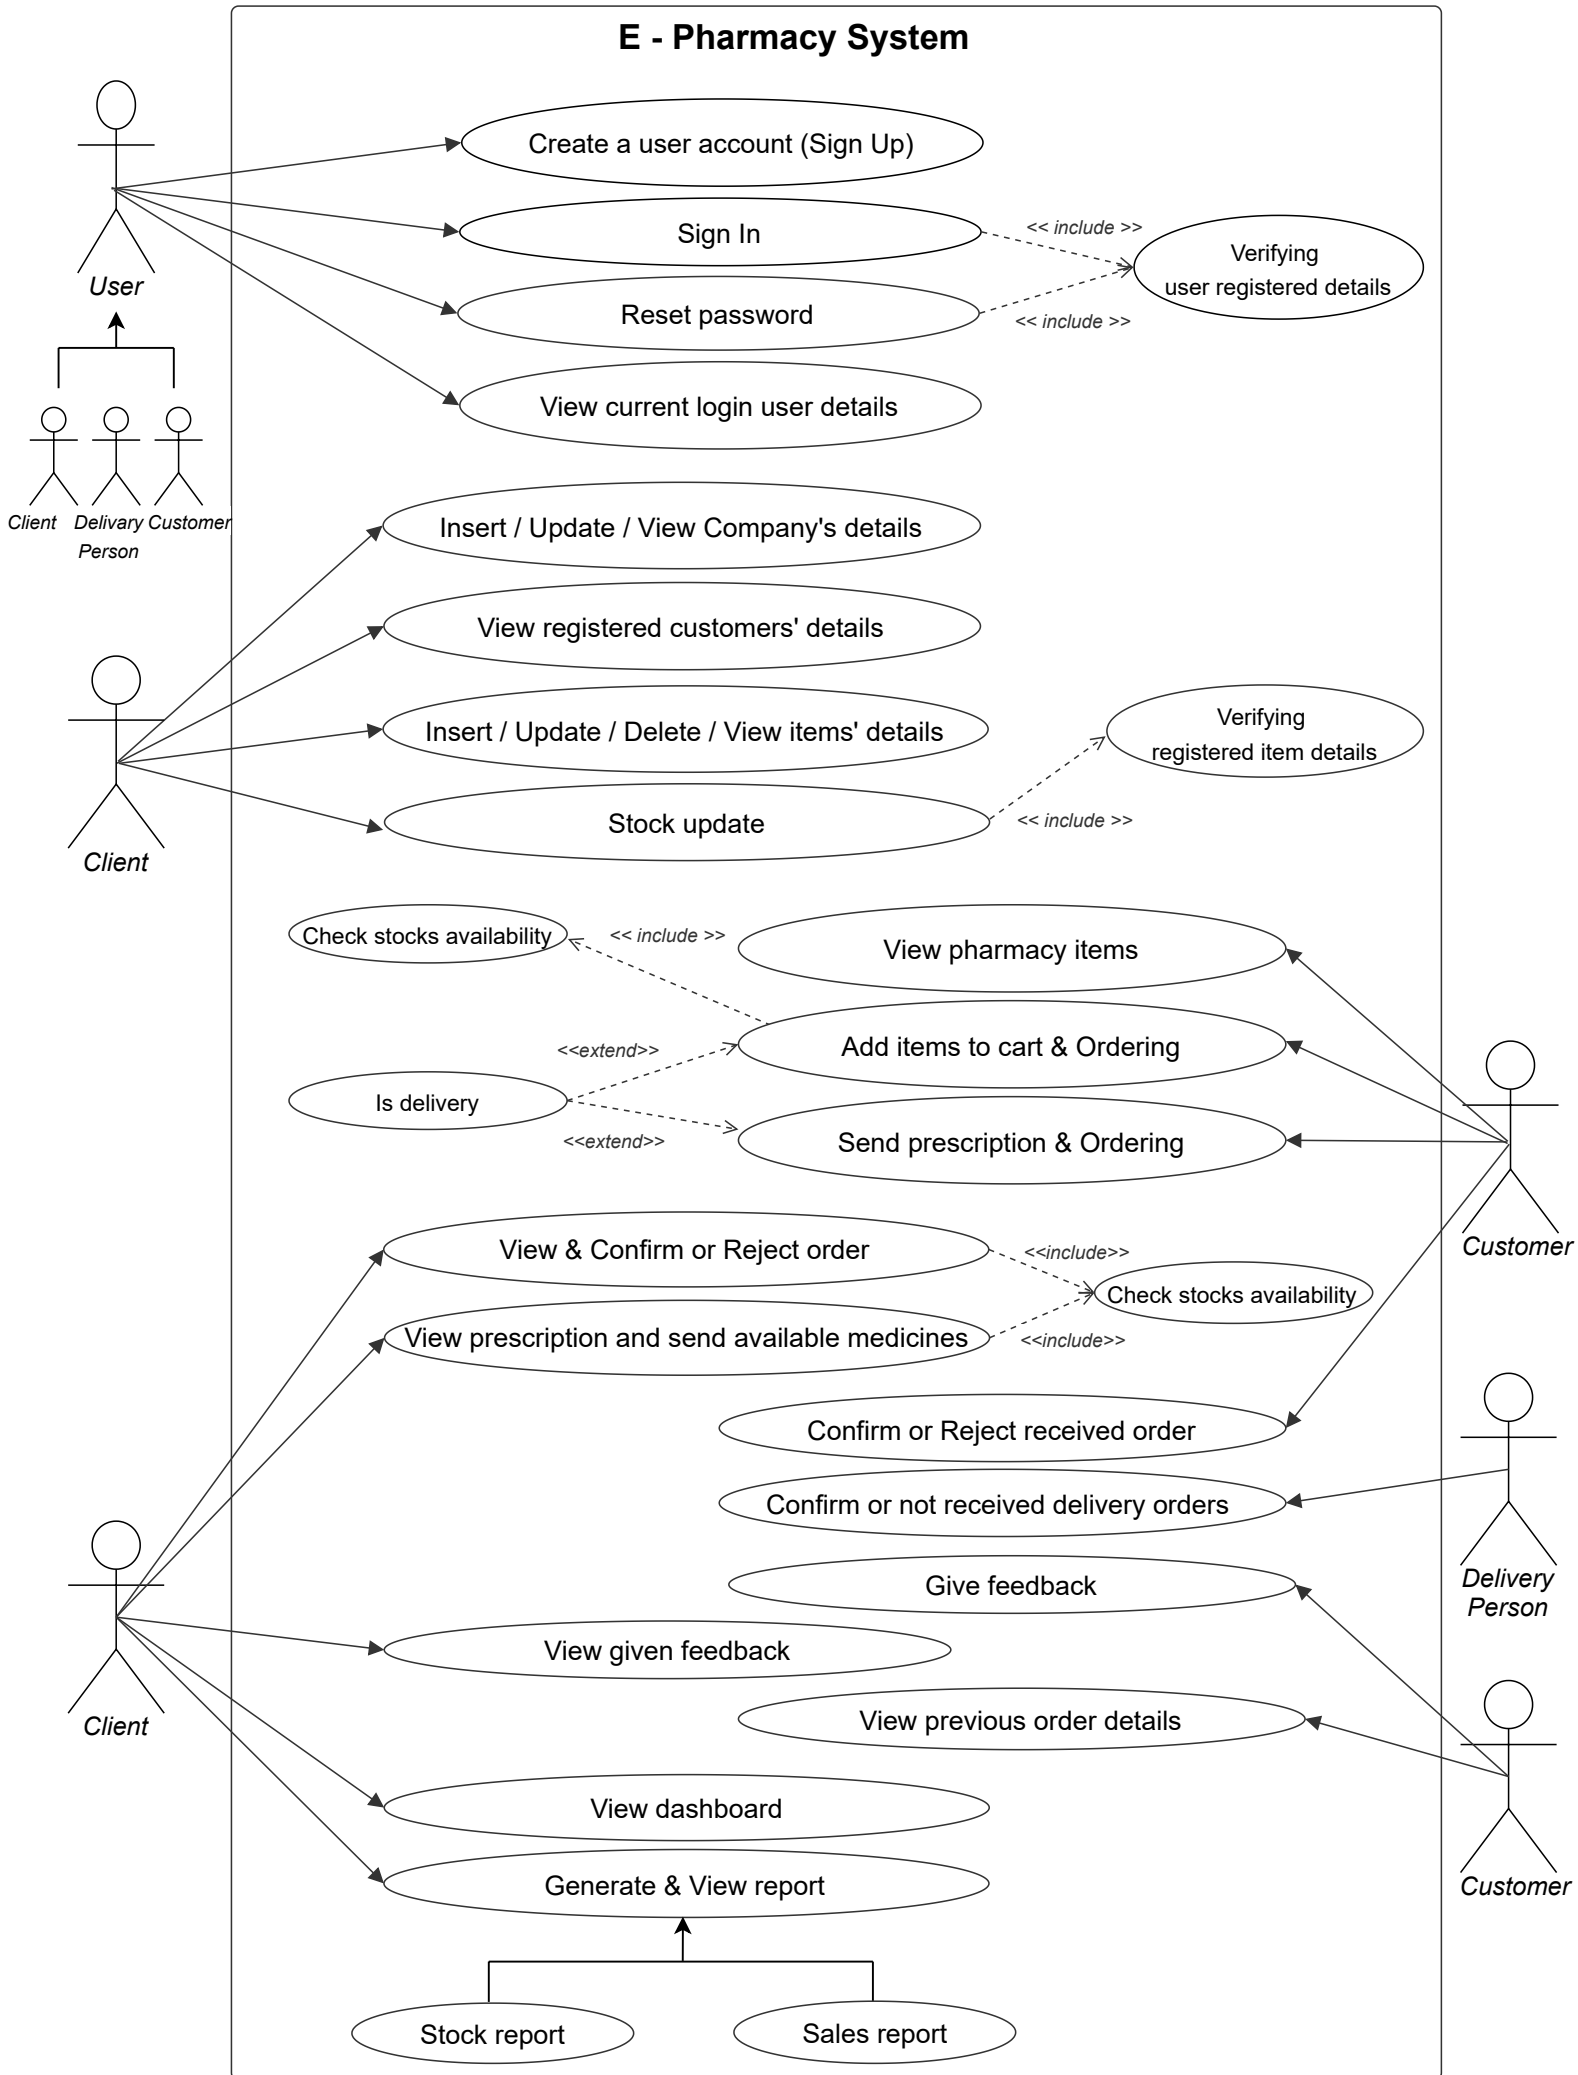 E - Pharmacy System
Create a user account (Sign Up)
Sign In
<< include >>
Verifying
user registered details
User
Reset password
<< include >>
View current login user details
Client
Delivary
Person
Customer
Insert / Update / View Company's details
View registered customers' details
Insert / Update / Delete / View items' details
Verifying
registered item details
Stock update
<< include >>
Client
Check stocks availability
<< include >>
View pharmacy items
<<extend>>
Add items to cart & Ordering
Is delivery
<<extend>>
Send prescription & Ordering
Customer
View & Confirm or Reject order
<<include>>
Check stocks availability
View prescription and send available medicines
<<include>>
Confirm or Reject received order
Confirm or not received delivery orders
Delivery
Person
Give feedback
View given feedback
Client
View previous order details
View dashboard
Generate & View report
Customer
Stock report
Sales report